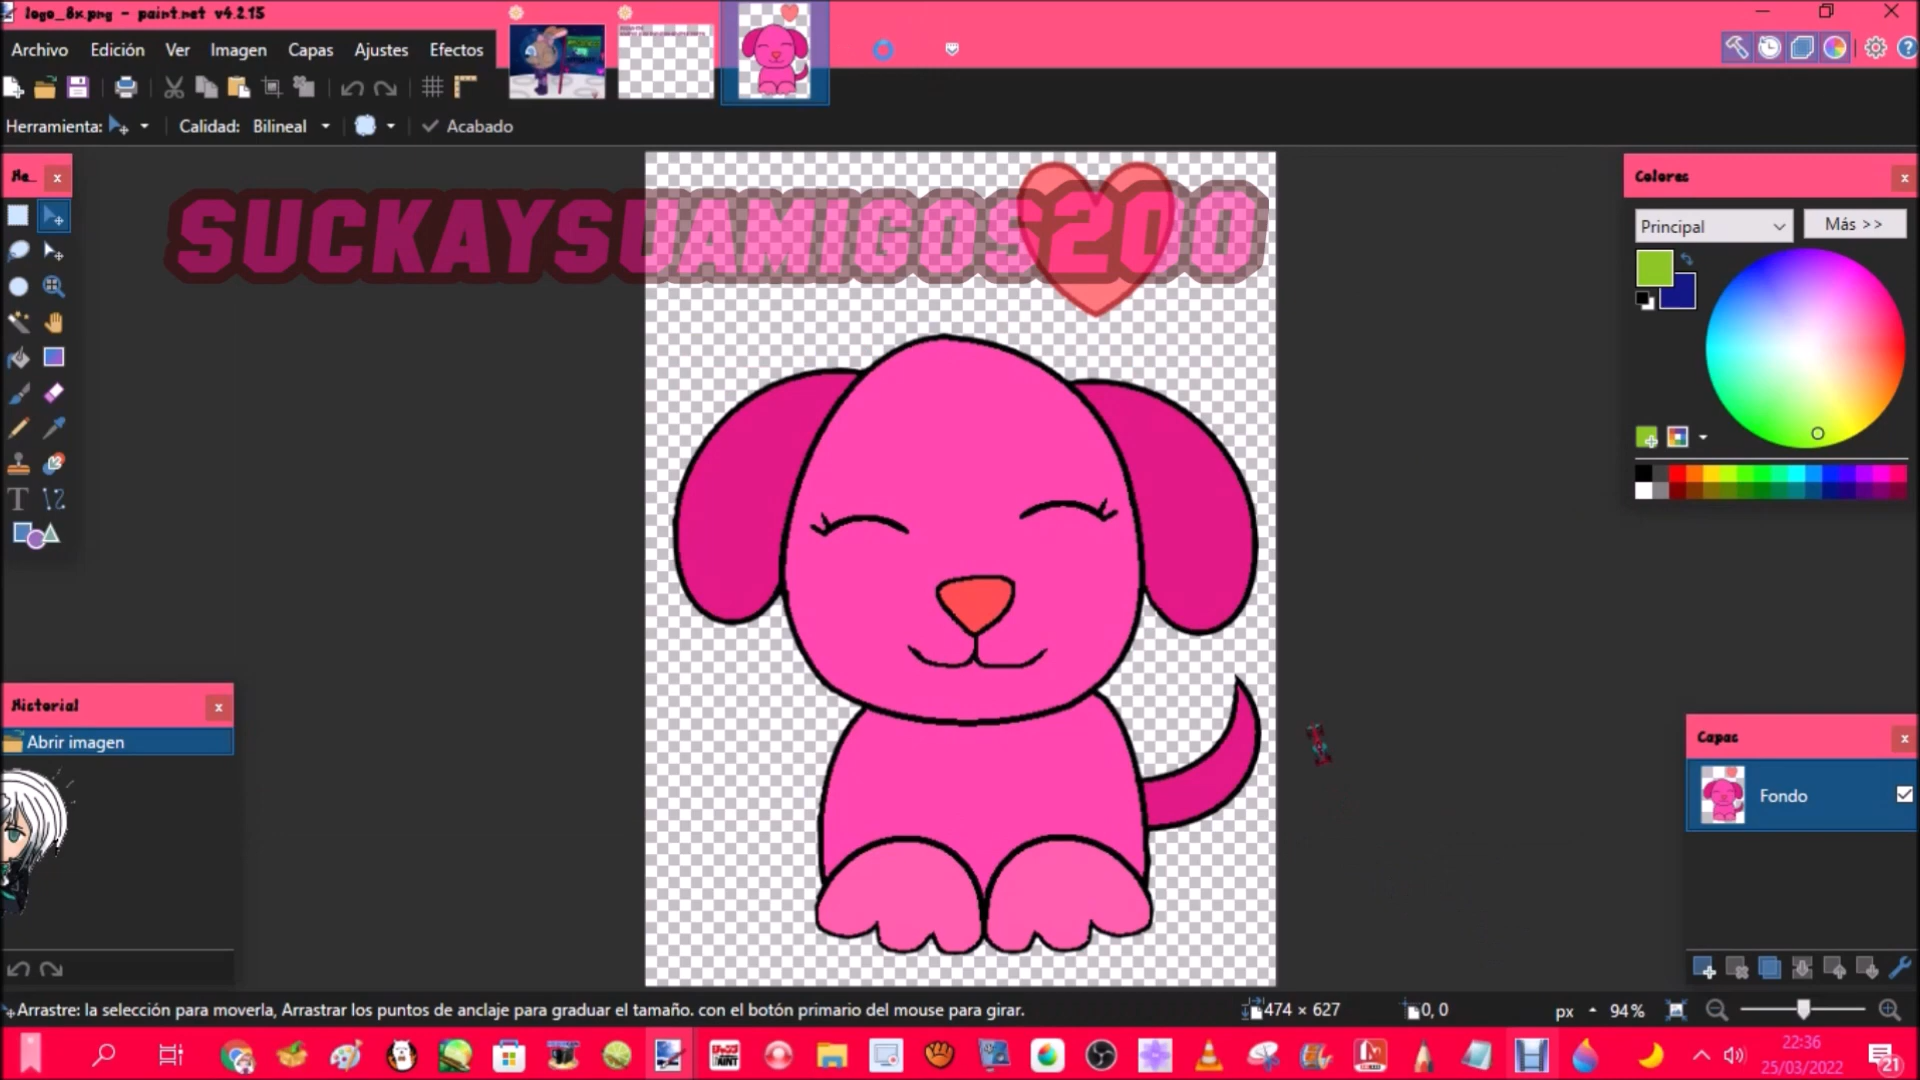 logo_8x.png - paint.net v4.2.15
Archivo Edición Ver Imagen Capas Ajustes Efectos
Herramienta: Calidad: Bilineal Acabado
He...
SUCKAYSUAMIGOS200
Colores
Principal
Más >>
Historial
Abrir imagen
Capas
Fondo
Arrastre: la selección para moverla, Arrastrar los puntos de anclaje para graduar el tamaño. con el botón primario del mouse para girar.
474 × 627
0, 0
px
94%
22:36
25/03/2022
21